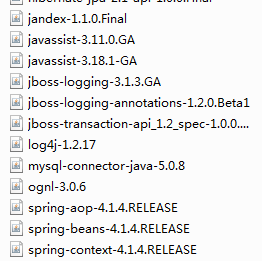 jandex-1.1.0.Final
javassist-3.11.0.GA
javassist-3.18.1-GA
jboss-logging-3.1.3.GA
jboss-logging-annotations-1.2.0.Beta1
jboss-transaction-api_1.2_spec-1.0.0....
log4j-1.2.17
mysql-connector-java-5.0.8
ognl-3.0.6
spring-aop-4.1.4.RELEASE
spring-beans-4.1.4.RELEASE
spring-context-4.1.4.RELEASE